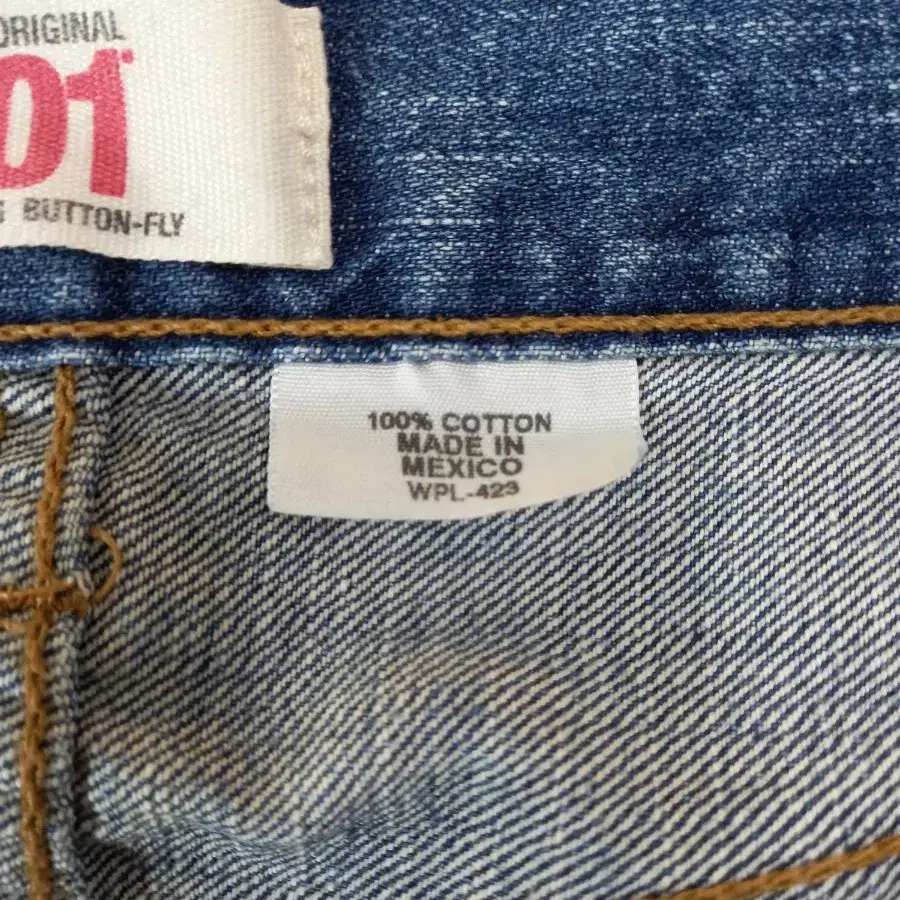 ORIGINAL
01
BUTTON-FLY
100% COTTON
MADE IN
MEXICO
WPL-423